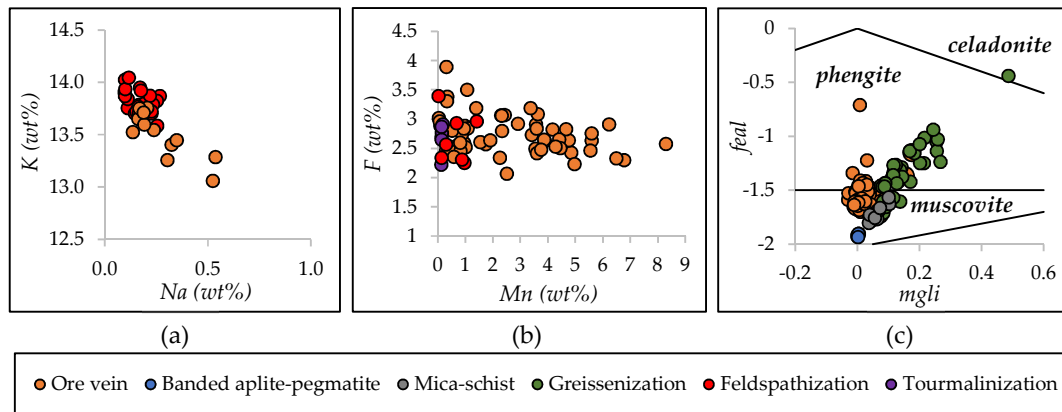 14.5
14.0
13.5
13.0
12.5
K (wt%)
0.0
0.5
1.0
Na (wt%)
(a)
4.5
4
3.5
3
2.5
2
1.5
1
F (wt%)
0 1 2 3 4 5 6 7 8 9
Mn (wt%)
(b)
0
-0.5
-1
-1.5
-2
feal
celadonite
phengite
muscovite
-0.2 0 0.2 0.4 0.6
mgli
(c)
Ore vein Banded aplite-pegmatite Mica-schist Greissenization Feldspathization Tourmalinization